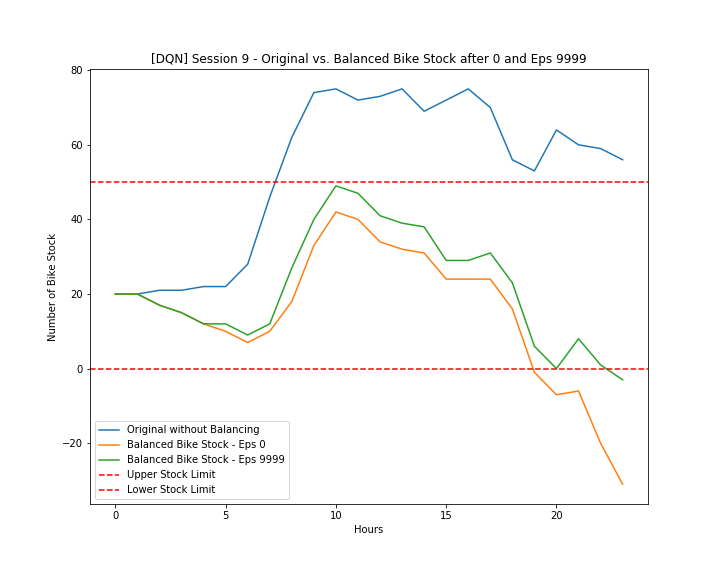 [DQN] Session 9 - Original vs. Balanced Bike Stock after 0 and Eps 9999
80
60
40
20
0
−20
Number of Bike Stock
Original without Balancing
Balanced Bike Stock - Eps 0
Balanced Bike Stock - Eps 9999
Upper Stock Limit
Lower Stock Limit
0 5 10 15 20
Hours